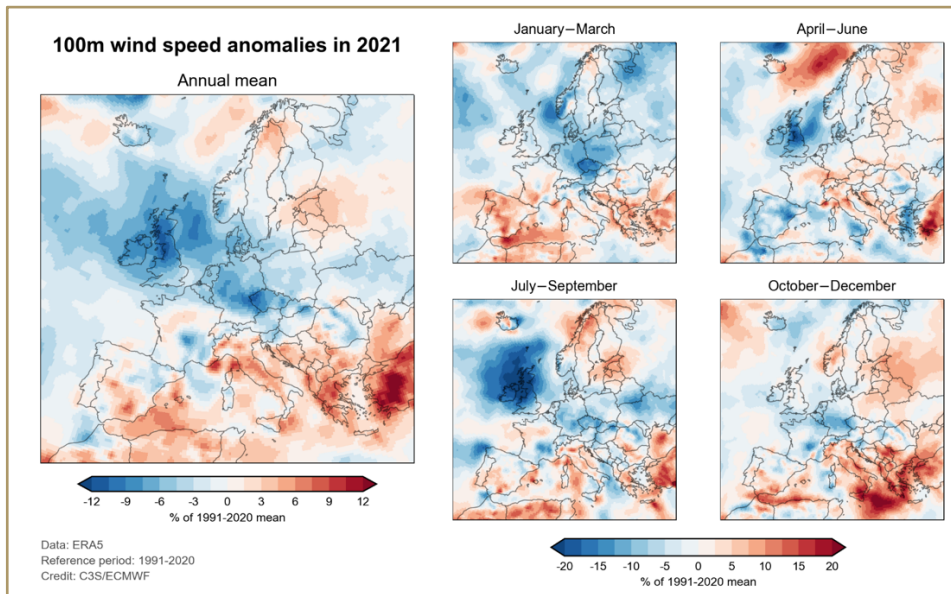 100m wind speed anomalies in 2021
Annual mean
-12 -9 -6 -3 0 3 6 9 12
% of 1991-2020 mean
Data: ERA5
Reference period: 1991-2020
Credit: C3S/ECMWF
January–March
April–June
July–September
October–December
-20 -15 -10 -5 0 5 10 15 20
% of 1991-2020 mean